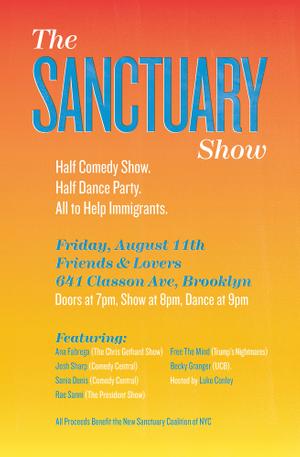 The
SANCTUARY
Show
Half Comedy Show.
Half Dance Party.
All to Help Immigrants.
Friday, August 11th
Friends & Lovers
641 Classon Ave, Brooklyn
Doors at 7pm, Show at 8pm, Dance at 9pm
Featuring:
Ana Fabrega (The Chris Gethard Show)
Josh Sharp (Comedy Central)
Sonia Denis (Comedy Central)
Rae Sanni (The President Show)
Free The Mind (Trump's Nightmares)
Becky Granger (UCB).
Hosted by Luke Conley
All Proceeds Benefit the New Sanctuary Coalition of NYC